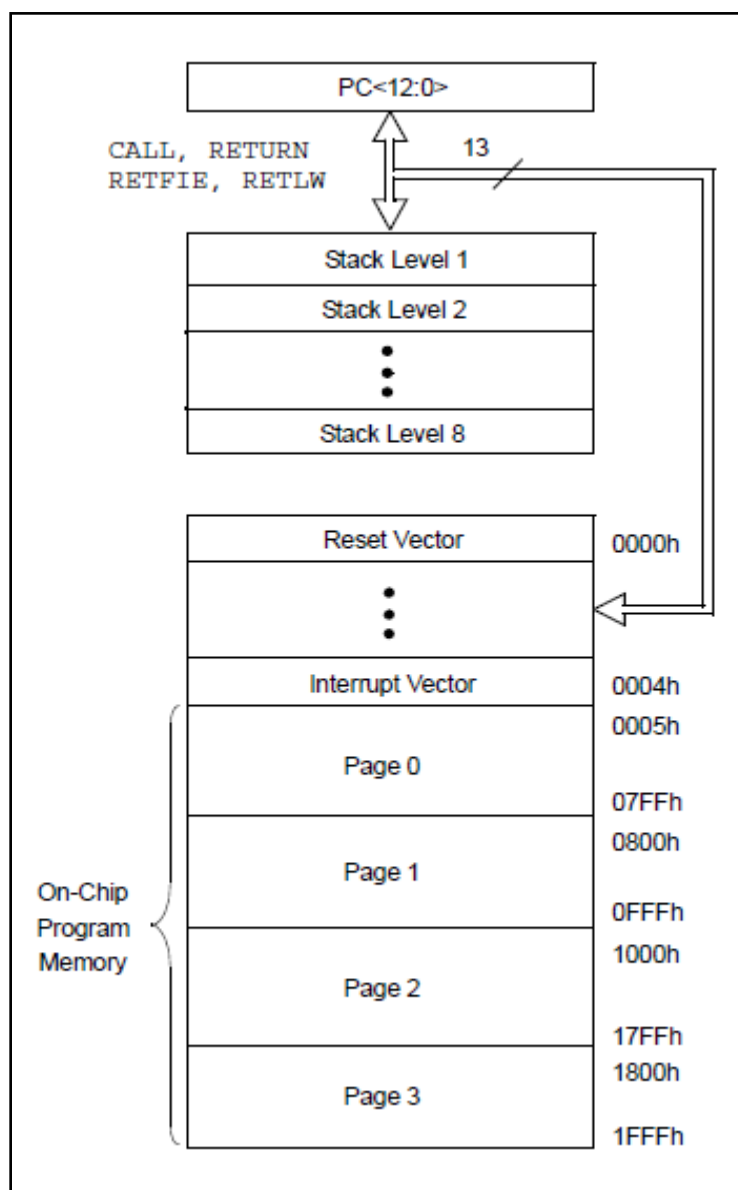 PC<12:0>
CALL, RETURN
RETFIE, RETLW
13
Stack Level 1
Stack Level 2
Stack Level 8
Reset Vector
0000h
Interrupt Vector
0004h
0005h
Page 0
07FFh
0800h
Page 1
0FFFh
On-Chip
Program
Memory
1000h
Page 2
17FFh
1800h
Page 3
1FFFh